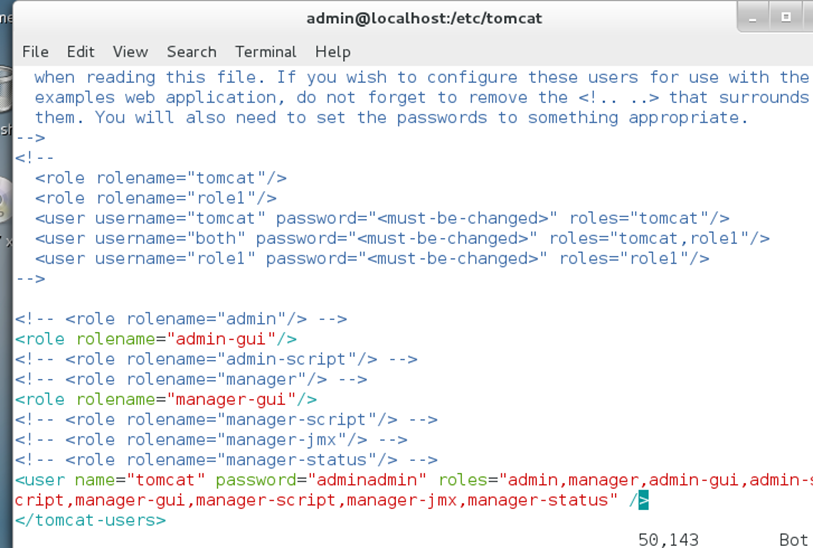 admin@localhost:/etc/tomcat
File Edit View Search Terminal Help
when reading this file. If you wish to configure these users for use with the
examples web application, do not forget to remove the <!.. ..> that surrounds
them. You will also need to set the passwords to something appropriate.
-->
<!--
<role rolename="tomcat"/>
<role rolename="role1"/>
<user username="tomcat" password="<must-be-changed>" roles="tomcat"/>
<user username="both" password="<must-be-changed>" roles="tomcat,role1"/>
<user username="role1" password="<must-be-changed>" roles="role1"/>
-->
<!-- <role rolename="admin"/> -->
<role rolename="admin-gui"/>
<!-- <role rolename="admin-script"/> -->
<!-- <role rolename="manager"/> -->
<role rolename="manager-gui"/>
<!-- <role rolename="manager-script"/> -->
<!-- <role rolename="manager-jmx"/> -->
<!-- <role rolename="manager-status"/> -->
<user name="tomcat" password="adminadmin" roles="admin,manager,admin-gui,admin-s
cript,manager-gui,manager-script,manager-jmx,manager-status" />
</tomcat-users>
50,143 Bot